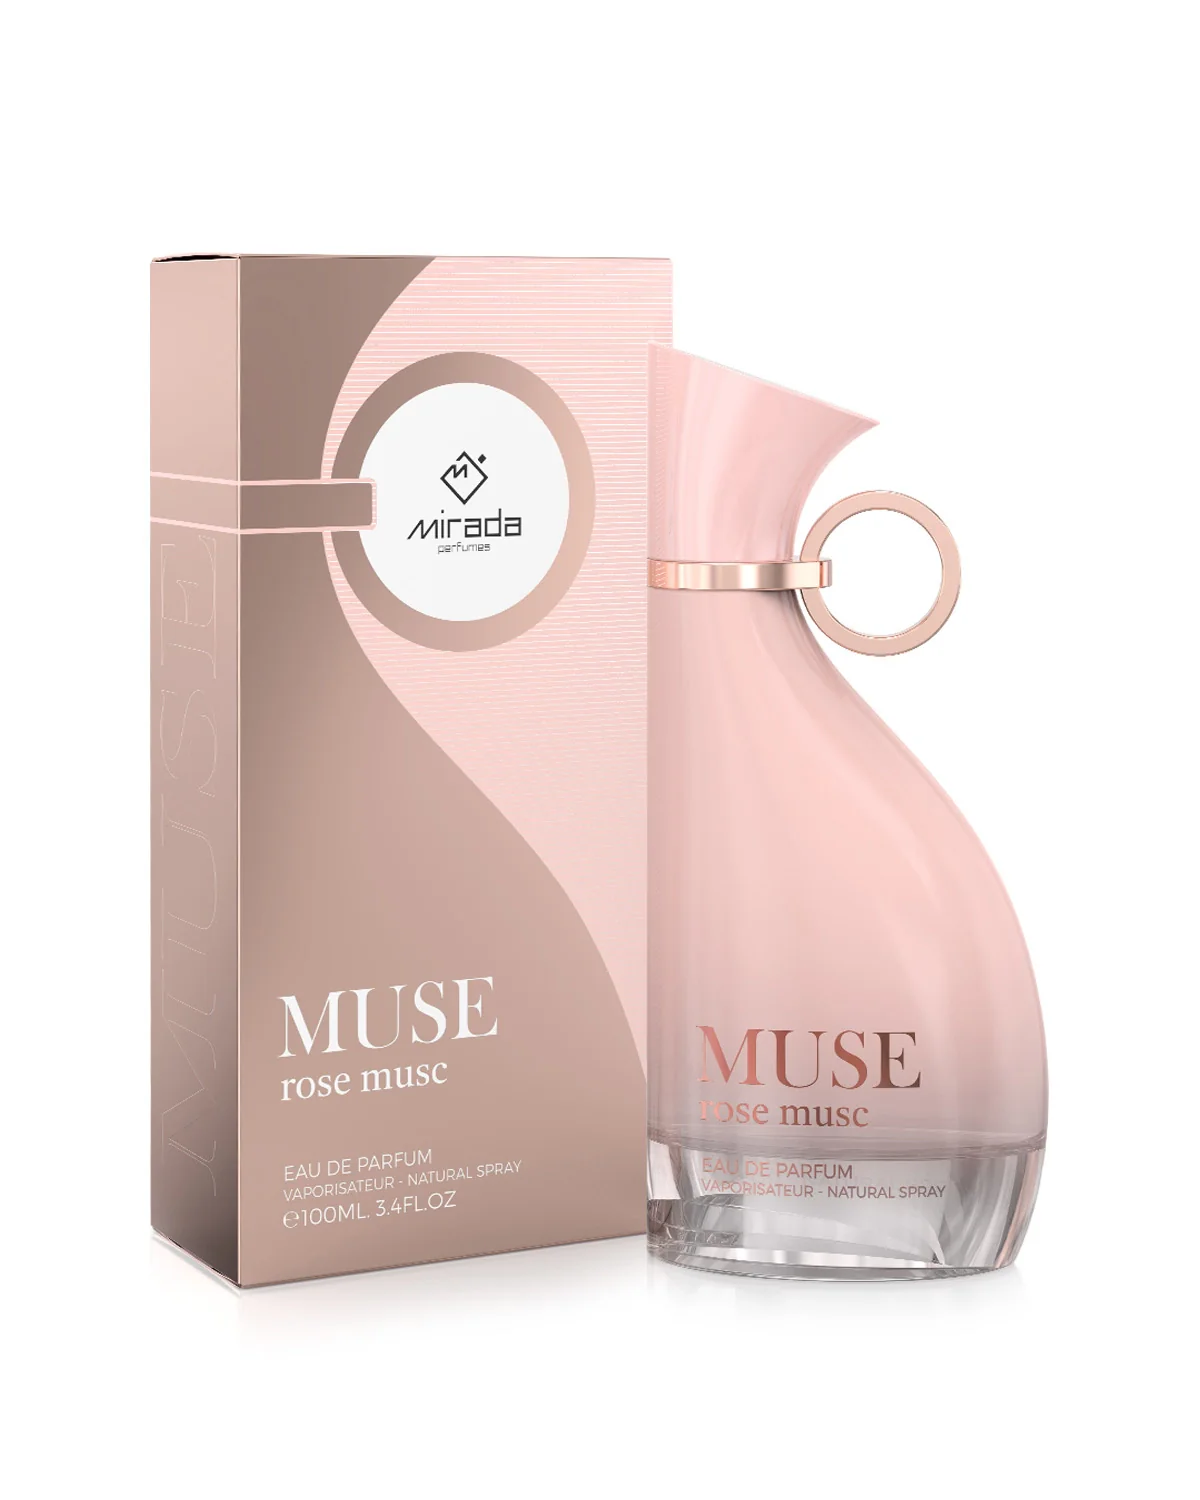 Mirada
perfumes
MUSE
MUSE
rose musc
EAU DE PARFUM
VAPORISATEUR - NATURAL SPRAY
℮100ML. 3.4FL.OZ
MUSE
rose musc
EAU DE PARFUM
VAPORISATEUR - NATURAL SPRAY